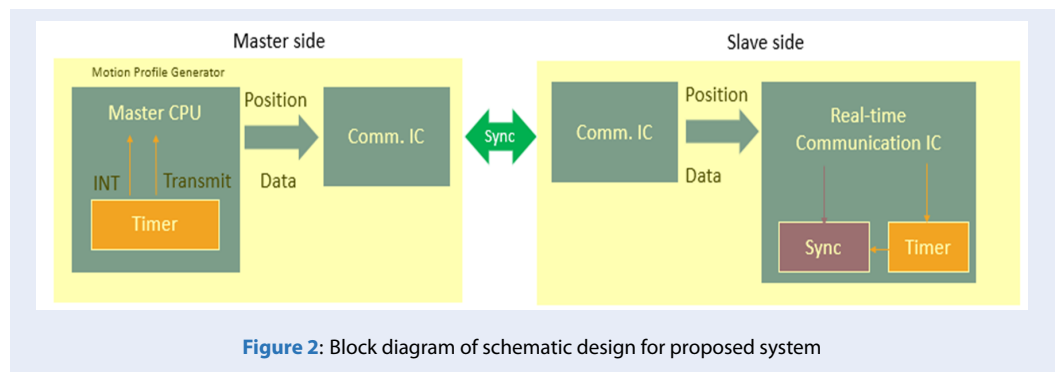 Master side
Slave side
Motion Profile Generator
Master CPU
INT
Transmit
Timer
Position
Data
Comm. IC
Sync
Comm. IC
Position
Data
Real-time
Communication IC
Sync
Timer
Figure 2: Block diagram of schematic design for proposed system